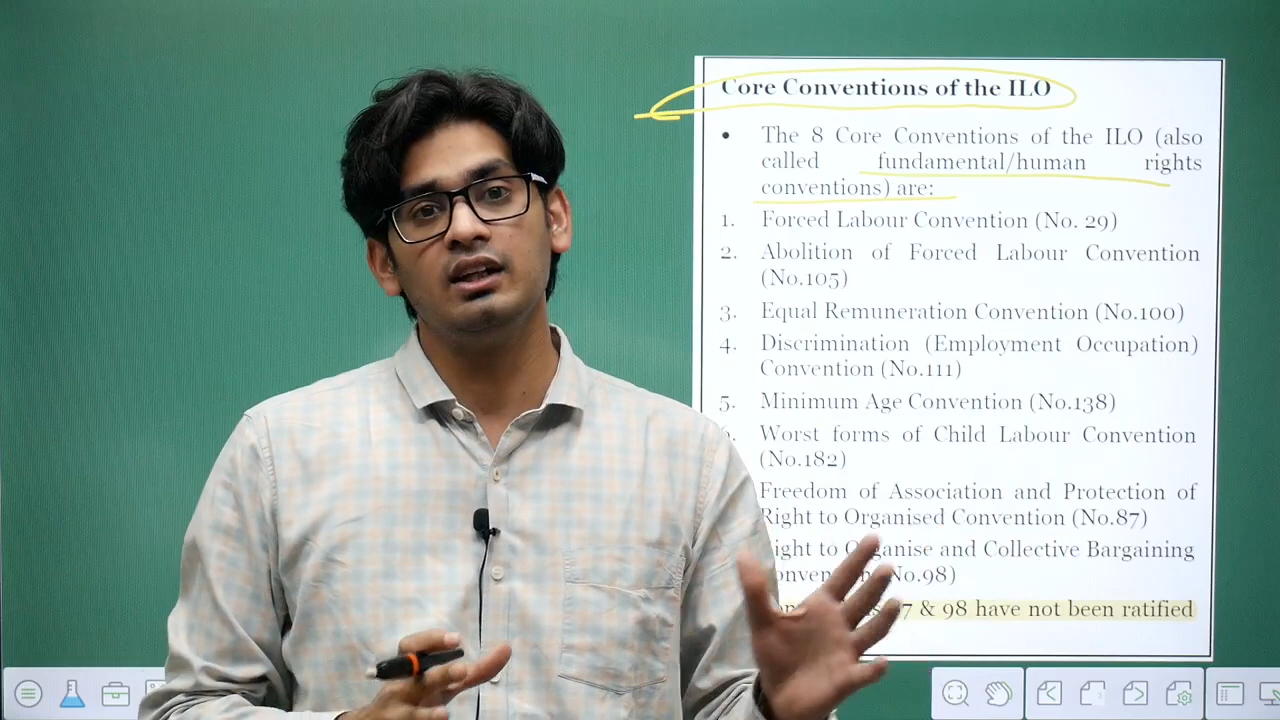 Core Conventions of the ILO
• The 8 Core Conventions of the ILO (also
called fundamental/human rights
conventions) are:
1. Forced Labour Convention (No. 29)
2. Abolition of Forced Labour Convention
(No.105)
3. Equal Remuneration Convention (No.100)
4. Discrimination (Employment Occupation)
Convention (No.111)
5. Minimum Age Convention (No.138)
Worst forms of Child Labour Convention
(No.182)
Freedom of Association and Protection of
Right to Organised Convention (No.87)
Organise and Collective Bargaining
No.98)
& 98 have not been ratified